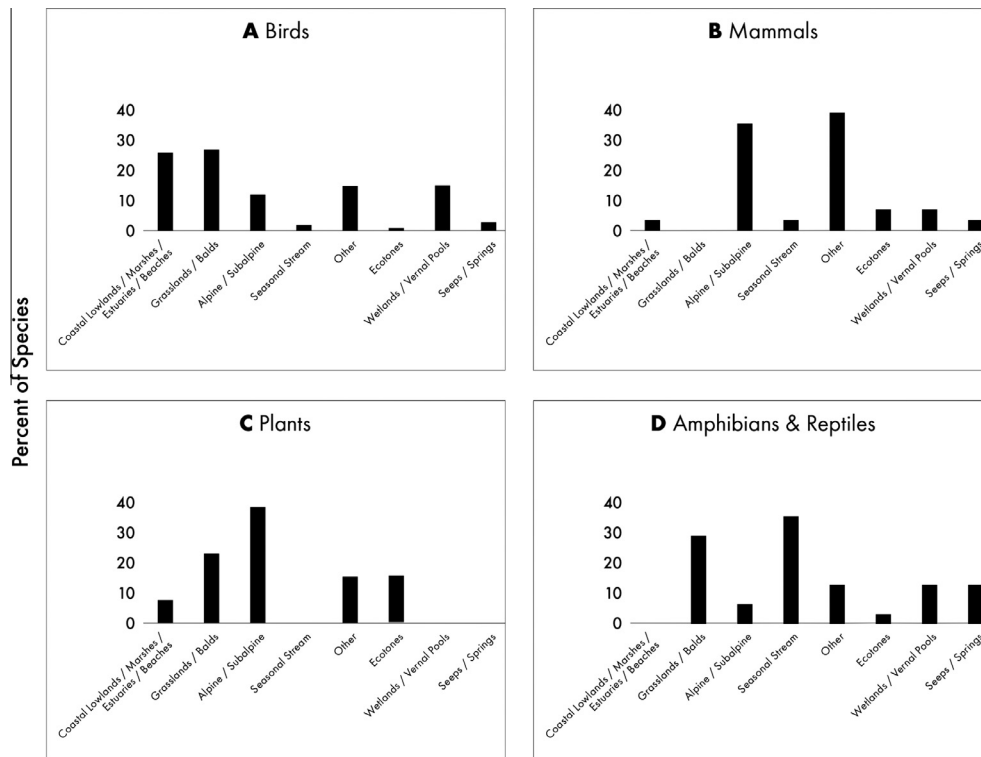 Percent of Species
A Birds
40
30
20
10
0
Coastal Lowlands / Marshes /
Estuaries / Beaches
Grasslands / Balds
Alpine / Subalpine
Seasonal Stream
Other
Ecotones
Wetlands / Vernal Pools
Seeps / Springs
B Mammals
40
30
20
10
0
Coastal Lowlands / Marshes /
Estuaries / Beaches
Grasslands / Balds
Alpine / Subalpine
Seasonal Stream
Other
Ecotones
Wetlands / Vernal Pools
Seeps / Springs
C Plants
40
30
20
10
0
Coastal Lowlands / Marshes /
Estuaries / Beaches
Grasslands / Balds
Alpine / Subalpine
Seasonal Stream
Other
Ecotones
Wetlands / Vernal Pools
Seeps / Springs
D Amphibians & Reptiles
40
30
20
10
0
Coastal Lowlands / Marshes /
Estuaries / Beaches
Grasslands / Balds
Alpine / Subalpine
Seasonal Stream
Other
Ecotones
Wetlands / Vernal Pools
Seeps / Springs